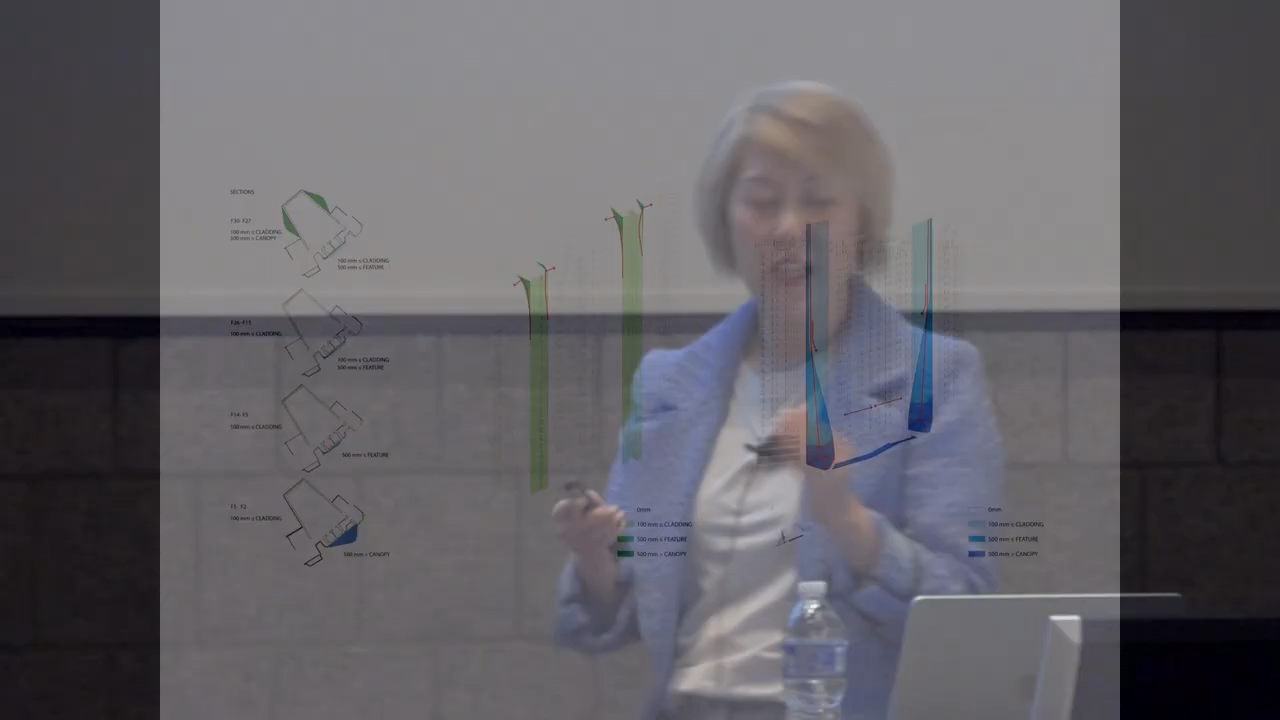 SECTIONS
F30- F27
100 mm ≤ CLADDING
500 mm ≤ CANOPY
100 mm ≤ CLADDING
500 mm ≤ FEATURE
F26- F15
100 mm ≤ CLADDING
100 mm ≤ CLADDING
500 mm ≤ FEATURE
F14- F5
100 mm ≤ CLADDING
500 mm ≤ FEATURE
100 mm ≤ CLADDING
500 mm > CANOPY
0mm
100 mm ≤ CLADDING
500 mm ≤ FEATURE
500 mm > CANOPY
0mm
100 mm ≤ CLADDING
500 mm ≤ FEATURE
500 mm > CANOPY